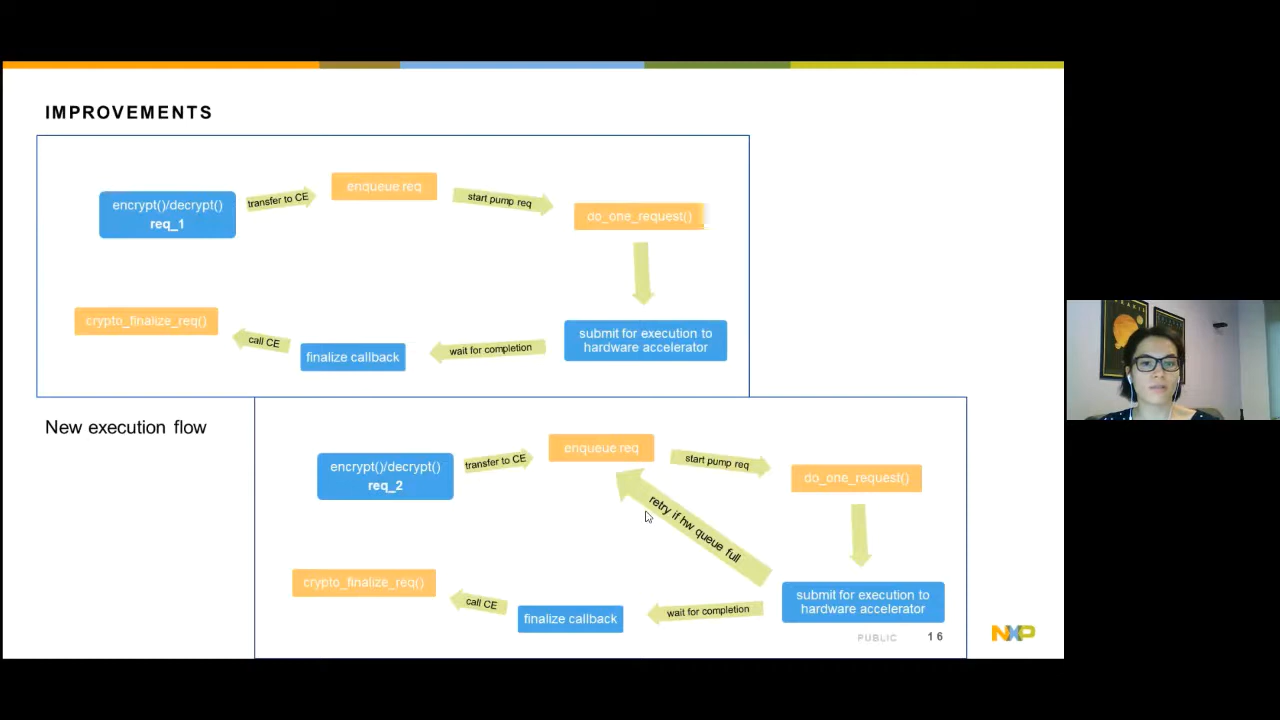 IMPROVEMENTS
encrypt()/decrypt()
req_1
transfer to CE
enqueue req
start pump req
do_one_request()
submit for execution to
hardware accelerator
wait for completion
finalize callback
call CE
crypto_finalize_req()
New execution flow
encrypt()/decrypt()
req_2
transfer to CE
enqueue req
start pump req
do_one_request()
retry if hw queue full
submit for execution to
hardware accelerator
wait for completion
finalize callback
call CE
crypto_finalize_req()
PUBLIC
16
NXP